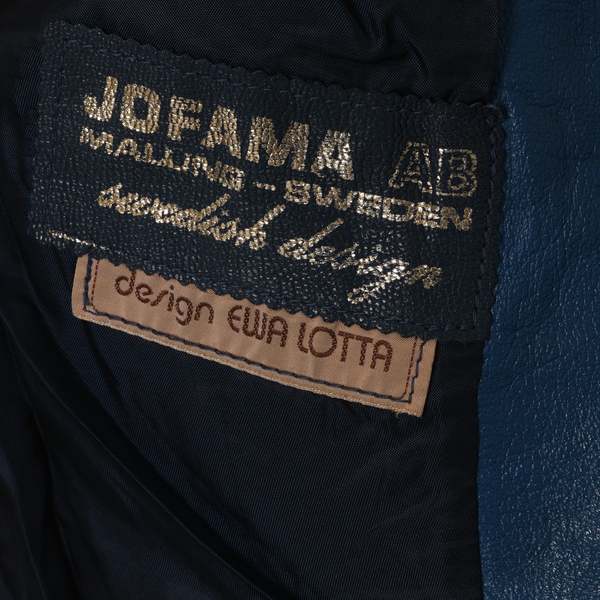 JOFAMA AB
MALUNG - SWEDEN
swedish design
design EWA LOTTA